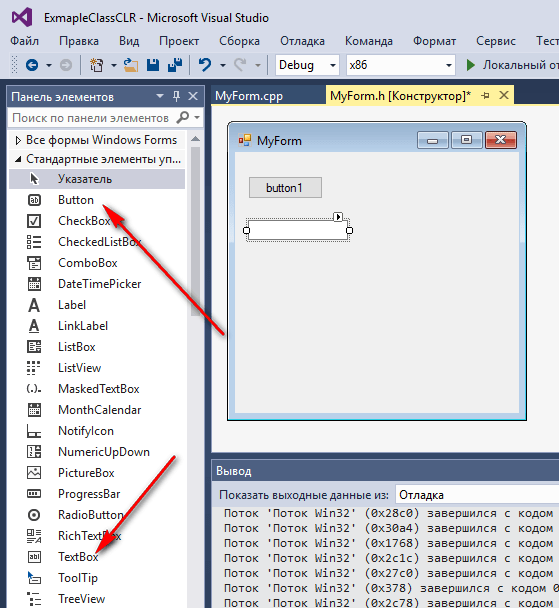 ExmapleClassCLR - Microsoft Visual Studio
Файл Правка Вид Проект Сборка Отладка Команда Формат Сервис Тест
Debug x86 Локальный от
Панель элементов
Поиск по панели элементов
Все формы Windows Forms
Стандартные элементы уп...
Указатель
Button
CheckBox
CheckedListBox
ComboBox
DateTimePicker
Label
LinkLabel
ListBox
ListView
MaskedTextBox
MonthCalendar
NotifyIcon
NumericUpDown
PictureBox
ProgressBar
RadioButton
RichTextBox
TextBox
ToolTip
TreeView
MyForm.cpp MyForm.h [Конструктор]*
MyForm
button1
Вывод
Показать выходные данные из: Отладка
Поток 'Поток Win32' (0x28c0) завершился с кодом
Поток 'Поток Win32' (0x30a4) завершился с кодом
Поток 'Поток Win32' (0x1768) завершился с кодом
Поток 'Поток Win32' (0x2c1c) завершился с кодом
Поток 'Поток Win32' (0x27c0) завершился с кодом
Поток 'Поток Win32' (0x378) завершился с кодом 0
Поток 'Поток Win32' (0x2c78) завершился с кодом